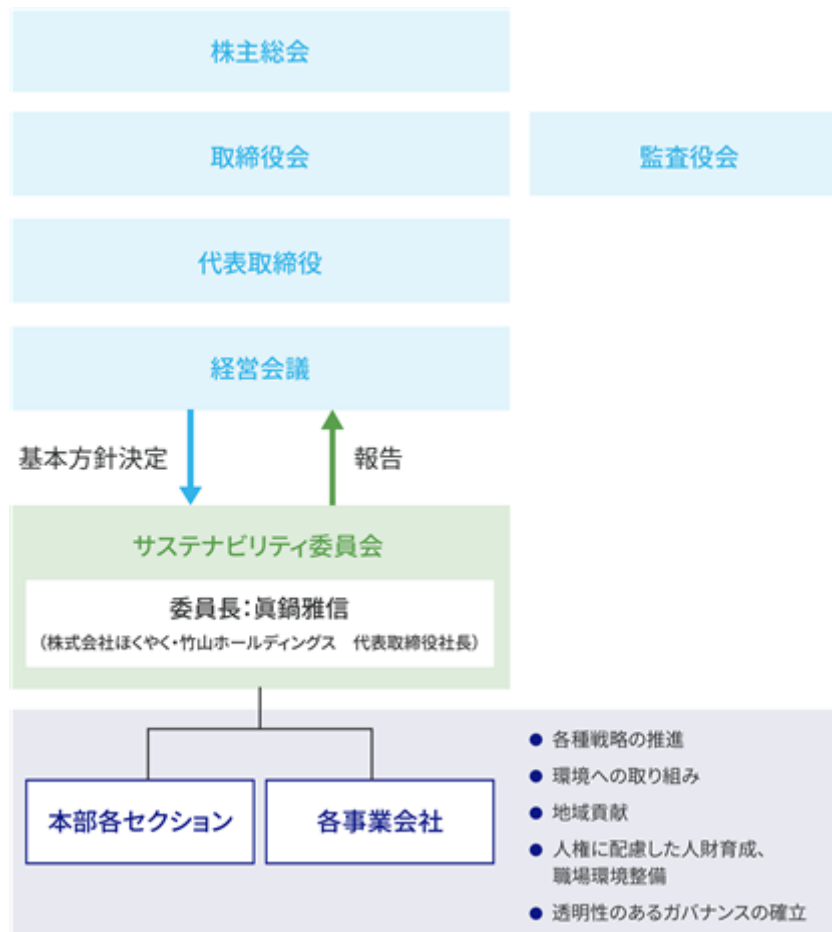 株主総会
取締役会
監査役会
代表取締役
経営会議
基本方針決定
報告
サステナビリティ委員会
委員長：眞鍋雅信
（株式会社ほくやく・竹山ホールディングス　代表取締役社長）
本部各セクション
各事業会社
● 各種戦略の推進
● 環境への取り組み
● 地域貢献
● 人権に配慮した人財育成、
職場環境整備
● 透明性のあるガバナンスの確立